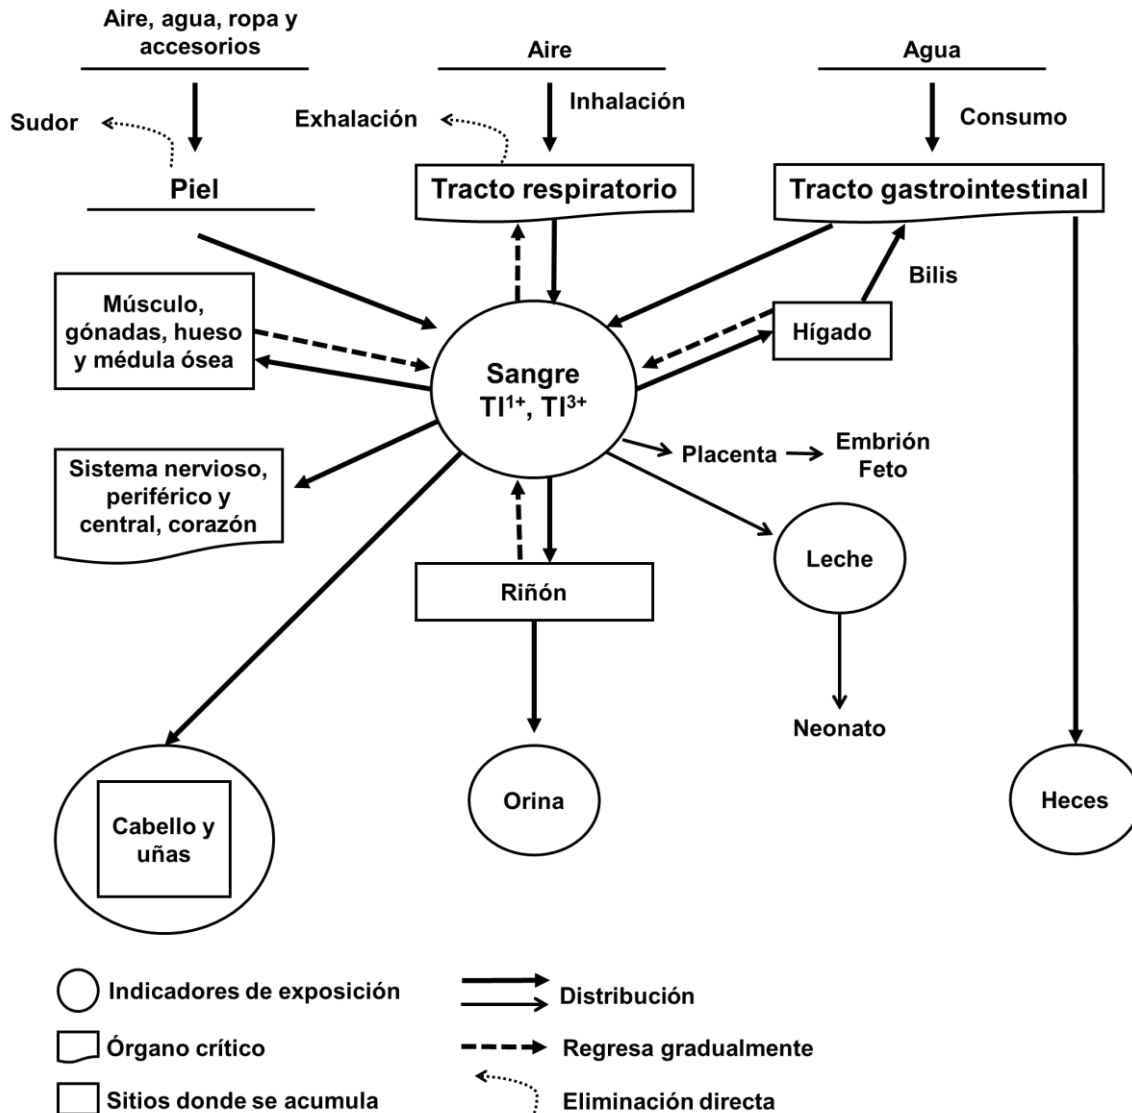 Aire, agua, ropa y
accesorios
Aire
Agua
Sudor
Exhalación
Inhalación
Consumo
Piel
Tracto respiratorio
Tracto gastrointestinal
Bilis
Músculo,
gónadas, hueso
y médula ósea
Hígado
Sangre
Tl¹⁺, Tl³⁺
Placenta
Embrión
Feto
Sistema nervioso,
periférico y
central, corazón
Leche
Riñón
Neonato
Cabello y
uñas
Orina
Heces
Indicadores de exposición
Distribución
Órgano crítico
Regresa gradualmente
Sitios donde se acumula
Eliminación directa